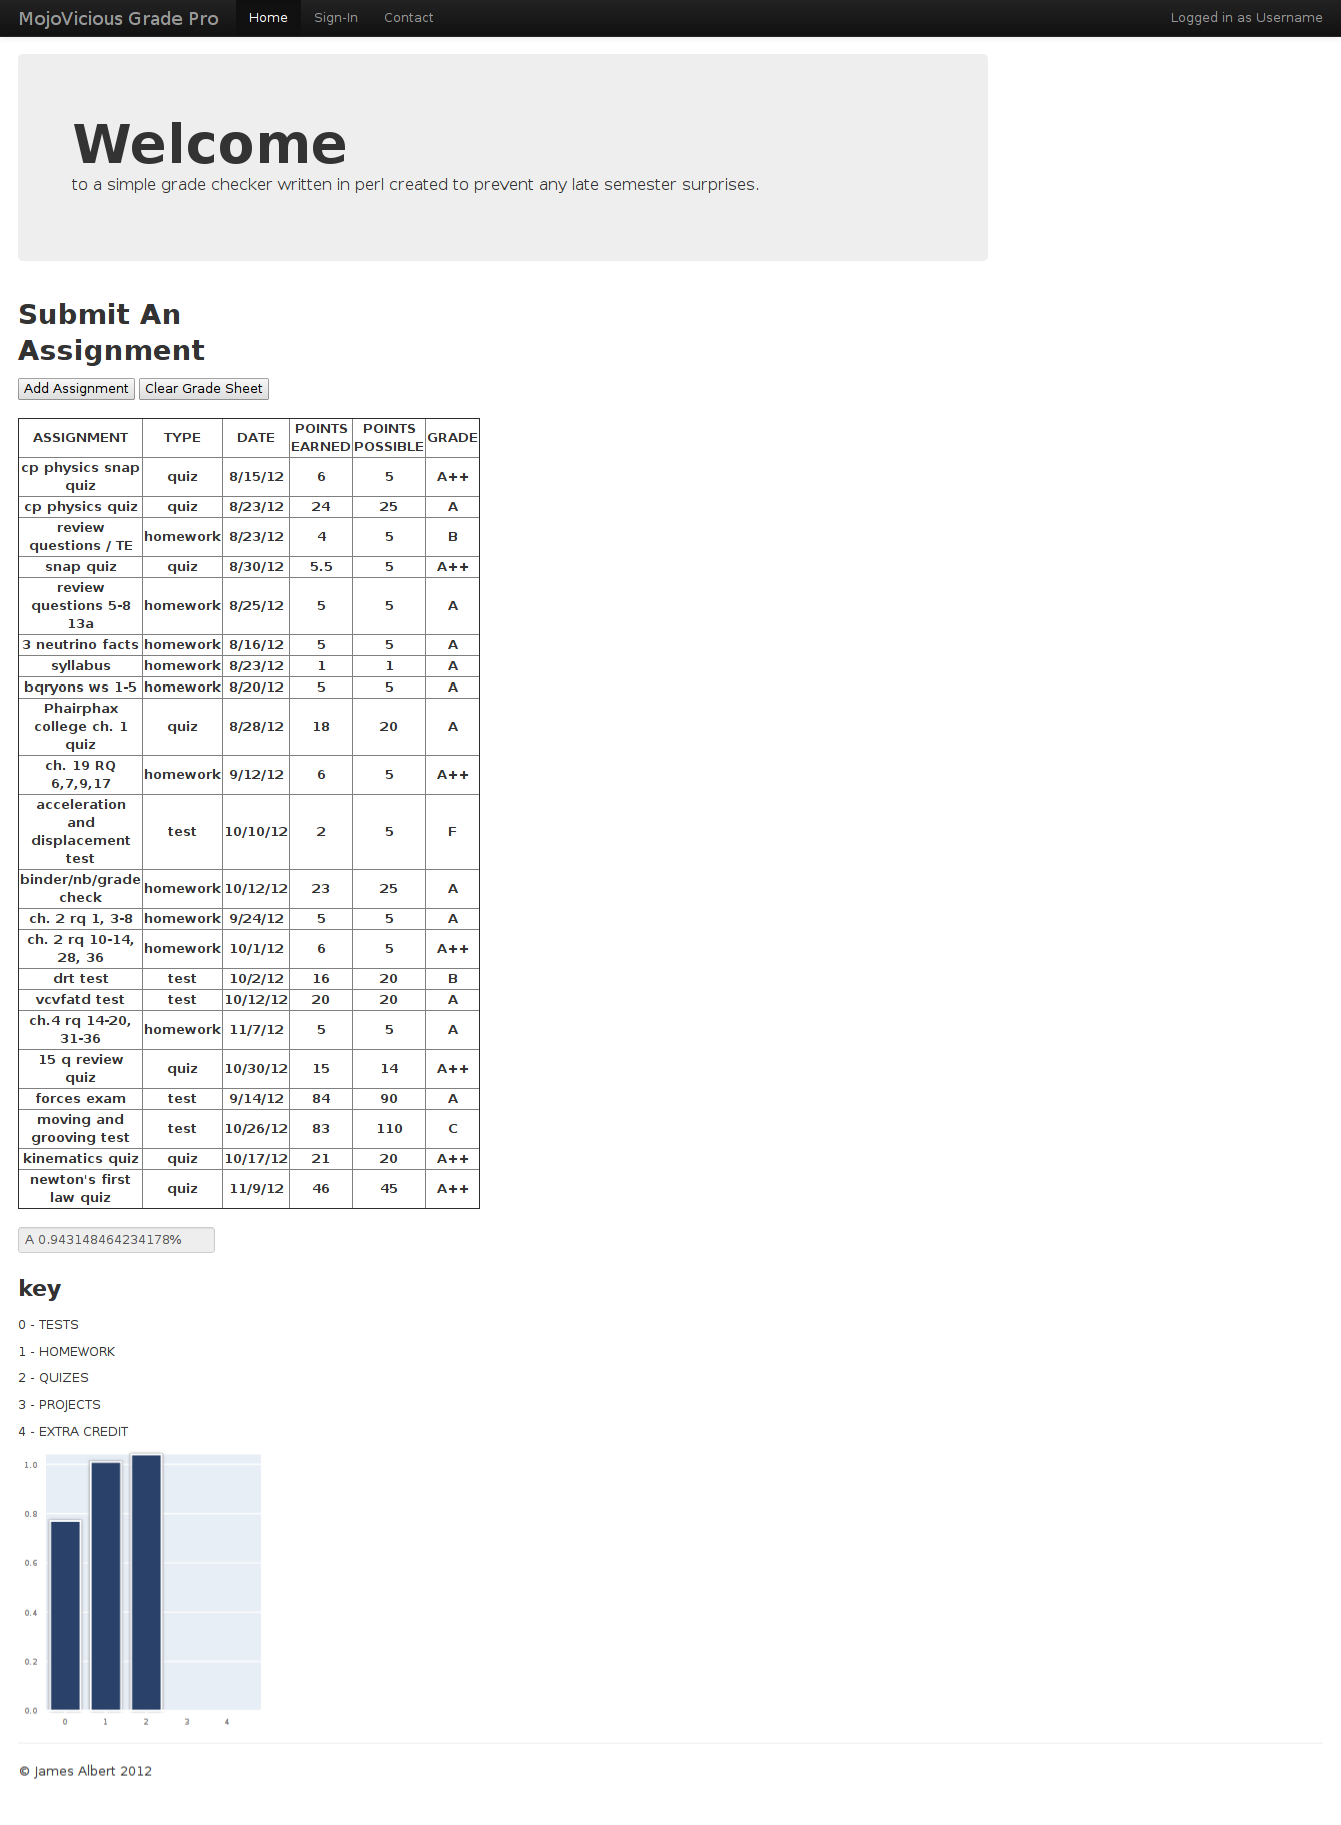 MojoVicious Grade Pro Home Sign-In Contact Logged in as Username
Welcome
to a simple grade checker written in perl created to prevent any late semester surprises.
Submit An
Assignment
Add Assignment Clear Grade Sheet
ASSIGNMENT TYPE DATE POINTS EARNED POINTS POSSIBLE GRADE
cp physics snap quiz quiz 8/15/12 6 5 A++
cp physics quiz quiz 8/23/12 24 25 A
review questions / TE homework 8/23/12 4 5 B
snap quiz quiz 8/30/12 5.5 5 A++
review questions 5-8 13a homework 8/25/12 5 5 A
3 neutrino facts homework 8/16/12 5 5 A
syllabus homework 8/23/12 1 1 A
bqryons ws 1-5 homework 8/20/12 5 5 A
Phairphax college ch. 1 quiz quiz 8/28/12 18 20 A
ch. 19 RQ 6,7,9,17 homework 9/12/12 6 5 A++
acceleration and displacement test test 10/10/12 2 5 F
binder/nb/grade check homework 10/12/12 23 25 A
ch. 2 rq 1, 3-8 homework 9/24/12 5 5 A
ch. 2 rq 10-14, 28, 36 homework 10/1/12 6 5 A++
drt test test 10/2/12 16 20 B
vcvfatd test test 10/12/12 20 20 A
ch.4 rq 14-20, 31-36 homework 11/7/12 5 5 A
15 q review quiz quiz 10/30/12 15 14 A++
forces exam test 9/14/12 84 90 A
moving and grooving test test 10/26/12 83 110 C
kinematics quiz quiz 10/17/12 21 20 A++
newton's first law quiz quiz 11/9/12 46 45 A++
A 0.943148464234178%
key
0 - TESTS
1 - HOMEWORK
2 - QUIZES
3 - PROJECTS
4 - EXTRA CREDIT
1.0
0.8
0.6
0.4
0.2
0.0
0 1 2 3 4
© James Albert 2012